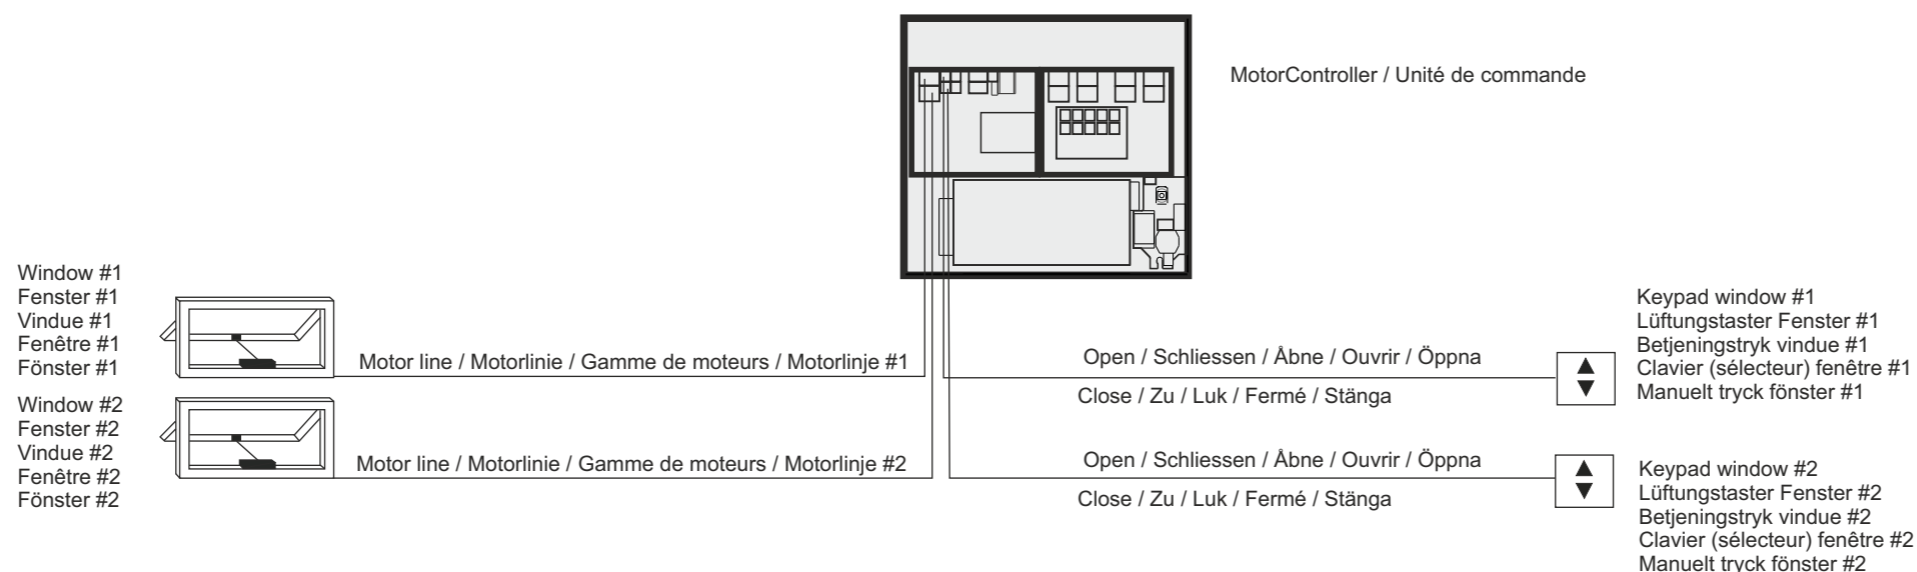 MotorController / Unité de commande
Window #1
Fenster #1
Vindue #1
Fenêtre #1
Fönster #1
Motor line / Motorlinie / Gamme de moteurs / Motorlinje #1
Open / Schliessen / Åbne / Ouvrir / Öppna
Close / Zu / Luk / Fermé / Stänga
Keypad window #1
Lüftungstaster Fenster #1
Betjeningstryk vindue #1
Clavier (sélecteur) fenêtre #1
Manuelt tryck fönster #1
Window #2
Fenster #2
Vindue #2
Fenêtre #2
Fönster #2
Motor line / Motorlinie / Gamme de moteurs / Motorlinje #2
Open / Schliessen / Åbne / Ouvrir / Öppna
Close / Zu / Luk / Fermé / Stänga
Keypad window #2
Lüftungstaster Fenster #2
Betjeningstryk vindue #2
Clavier (sélecteur) fenêtre #2
Manuelt tryck fönster #2